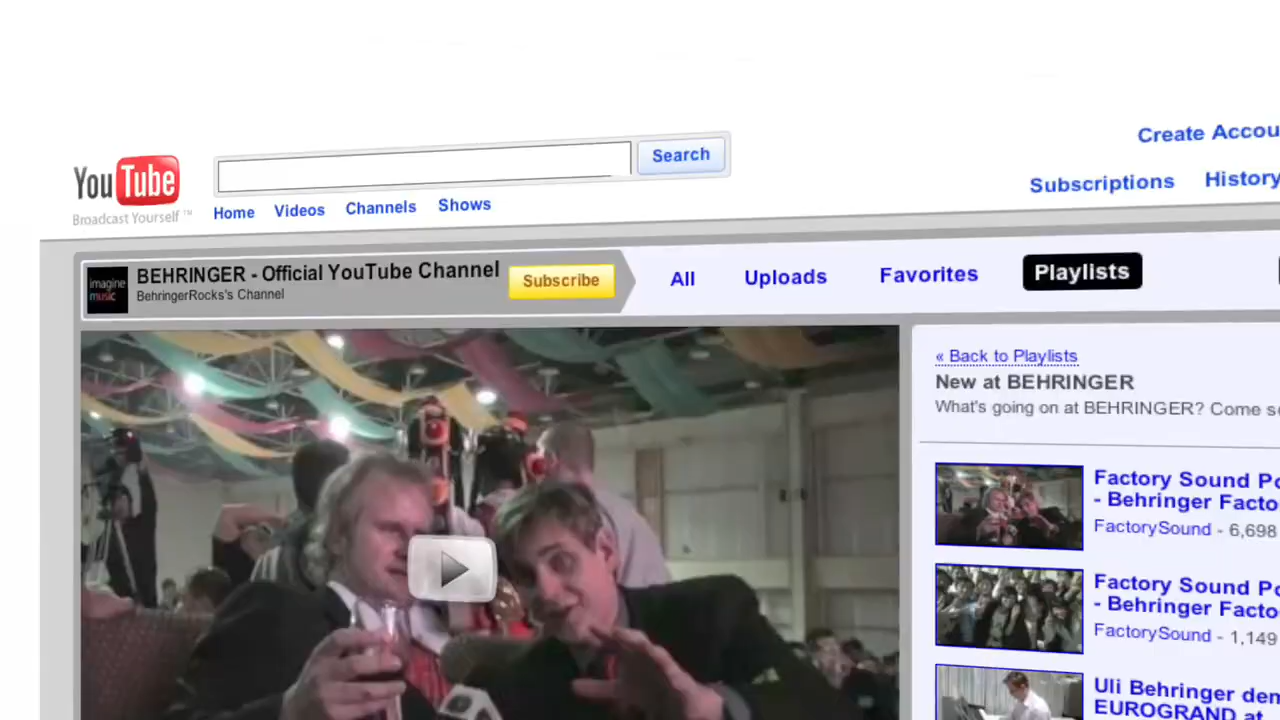 Create Accou
You Tube
Search
Broadcast Yourself ™
Home Videos Channels Shows
Subscriptions History
BEHRINGER - Official YouTube Channel
BehringerRocks's Channel
imagine
music
Subscribe
All Uploads Favorites Playlists
« Back to Playlists
New at BEHRINGER
What's going on at BEHRINGER? Come
Factory Sound Po
- Behringer Facto
FactorySound - 6,698
Factory Sound Po
- Behringer Facto
FactorySound - 1,149
Uli Behringer
EUROGRAND at